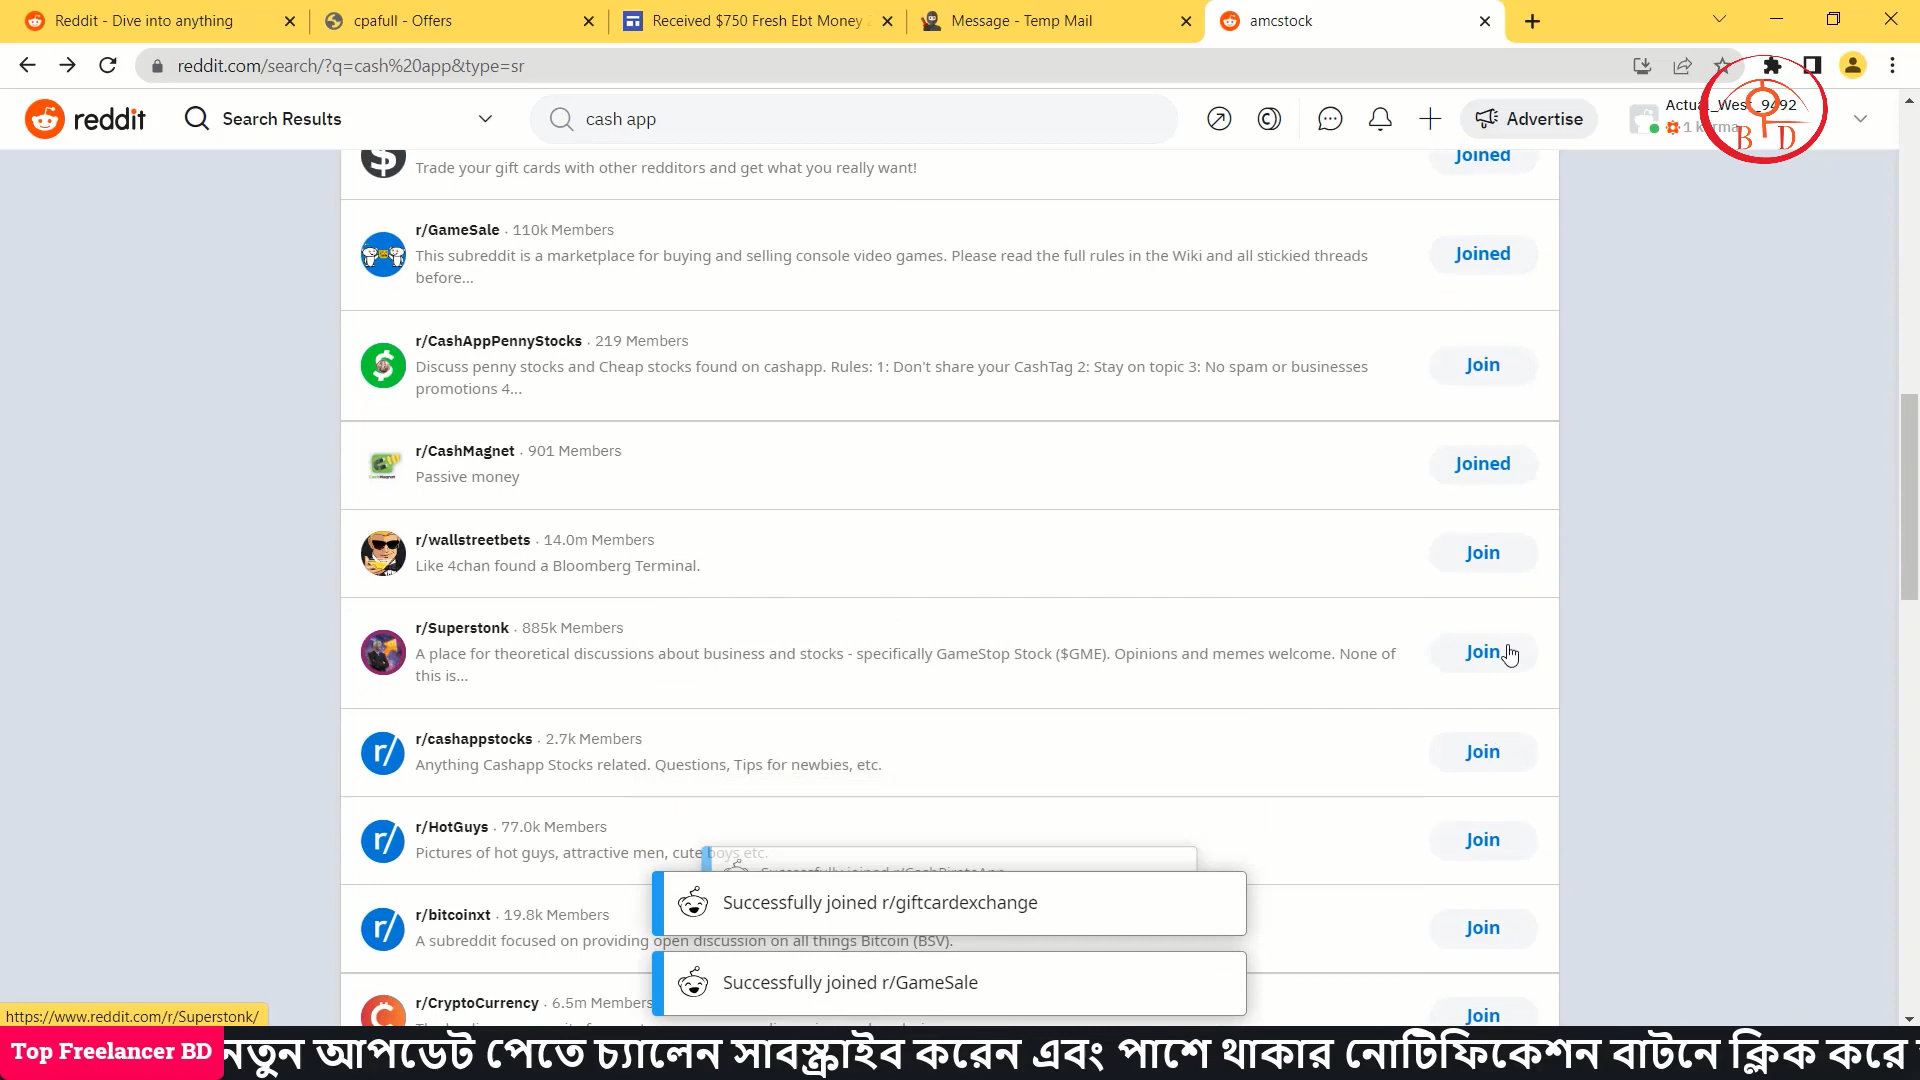 Reddit - Dive into anything
cpafull - Offers
Received $750 Fresh Ebt Money
Message - Temp Mail
amcstock
reddit.com/search/?q=cash%20app&type=sr
reddit
Search Results
cash app
Advertise
Actual_West_9492
1 karma
B D
Trade your gift cards with other redditors and get what you really want!
Joined
r/GameSale · 110k Members
This subreddit is a marketplace for buying and selling console video games. Please read the full rules in the Wiki and all stickied threads
before...
Joined
r/CashAppPennyStocks · 219 Members
Discuss penny stocks and Cheap stocks found on cashapp. Rules: 1: Don't share your CashTag 2: Stay on topic 3: No spam or businesses
promotions 4...
Join
r/CashMagnet · 901 Members
Passive money
Joined
r/wallstreetbets · 14.0m Members
Like 4chan found a Bloomberg Terminal.
Join
r/Superstonk · 885k Members
A place for theoretical discussions about business and stocks - specifically GameStop Stock ($GME). Opinions and memes welcome. None of
this is...
Join
r/cashappstocks · 2.7k Members
Anything Cashapp Stocks related. Questions, Tips for newbies, etc.
Join
r/HotGuys · 77.0k Members
Pictures of hot guys, attractive men, cute boys etc.
Join
Successfully joined r/CashPirateApp
Successfully joined r/giftcardexchange
r/bitcoinxt · 19.8k Members
A subreddit focused on providing open discussion on all things Bitcoin (BSV).
Join
Successfully joined r/GameSale
r/CryptoCurrency · 6.5m Members
Join
https://www.reddit.com/r/Superstonk/
Top Freelancer BD
নতুন আপডেট পেতে চ্যালেন সাবস্ক্রাইব করেন এবং পাশে থাকার নোটিফিকেশন বাটনে ক্লিক করে